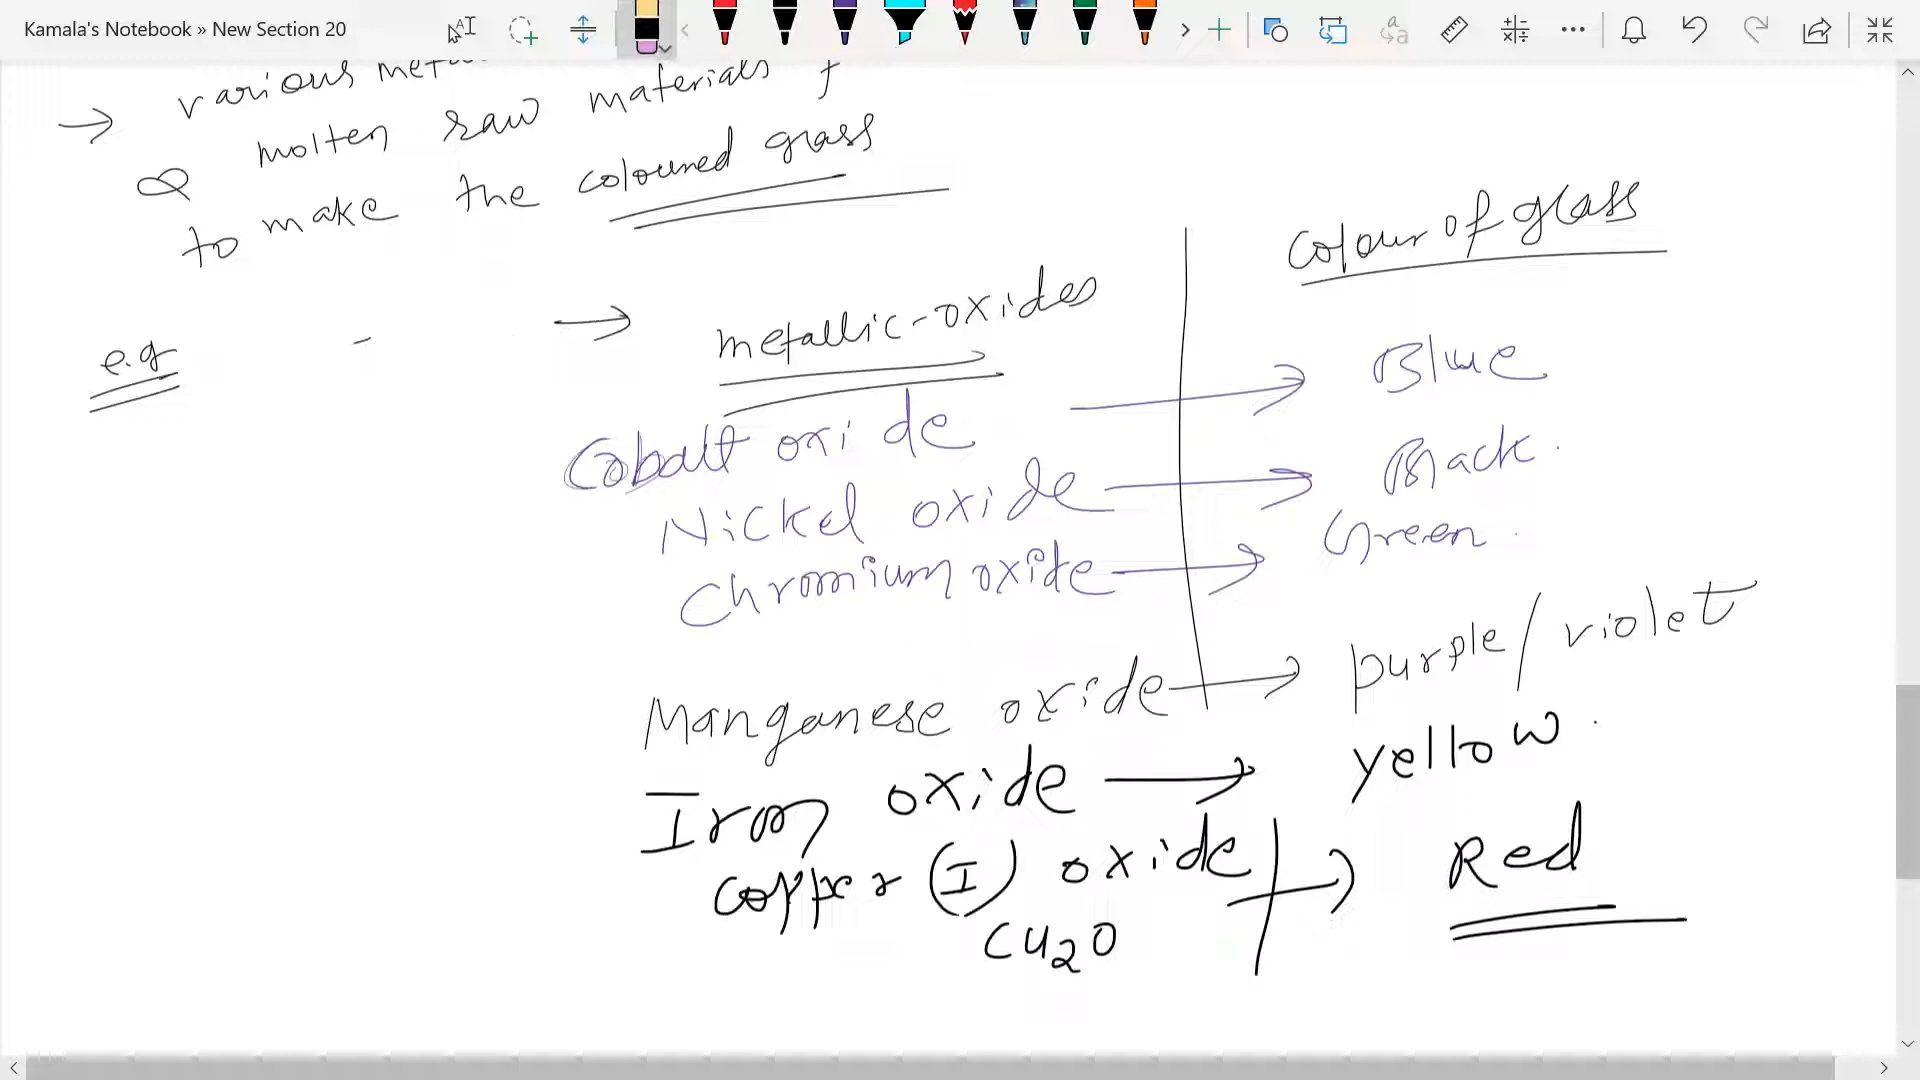 Kamala's Notebook » New Section 20
→ various
& molten raw materials
to make the coloured glass
e.g → metallic-oxides
colour of glass
Cobalt oxide → Blue
Nickel oxide → Black.
Chromium oxide → Green.
Manganese oxide → purple/violet
Iron oxide → yellow.
copper (I) oxide → Red
Cu2O